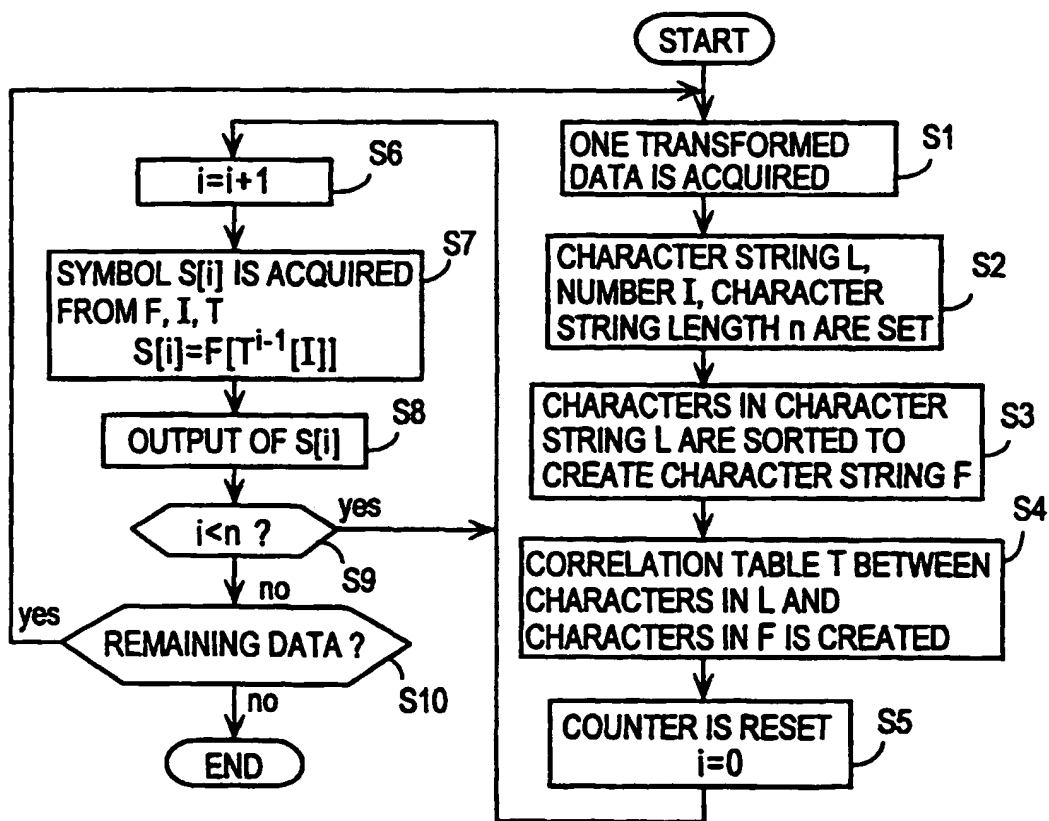 START
ONE TRANSFORMED
DATA IS ACQUIRED
S1
CHARACTER STRING L,
NUMBER I, CHARACTER
STRING LENGTH n ARE SET
S2
CHARACTERS IN CHARACTER
STRING L ARE SORTED TO
CREATE CHARACTER STRING F
S3
CORRELATION TABLE T BETWEEN
CHARACTERS IN L AND
CHARACTERS IN F IS CREATED
S4
COUNTER IS RESET
i=0
S5
i=i+1
S6
SYMBOL S[i] IS ACQUIRED
FROM F, I, T
S[i]=F[T^{i-1}[I]]
S7
OUTPUT OF S[i]
S8
i<n ?
yes
S9
no
REMAINING DATA ?
yes
S10
no
END